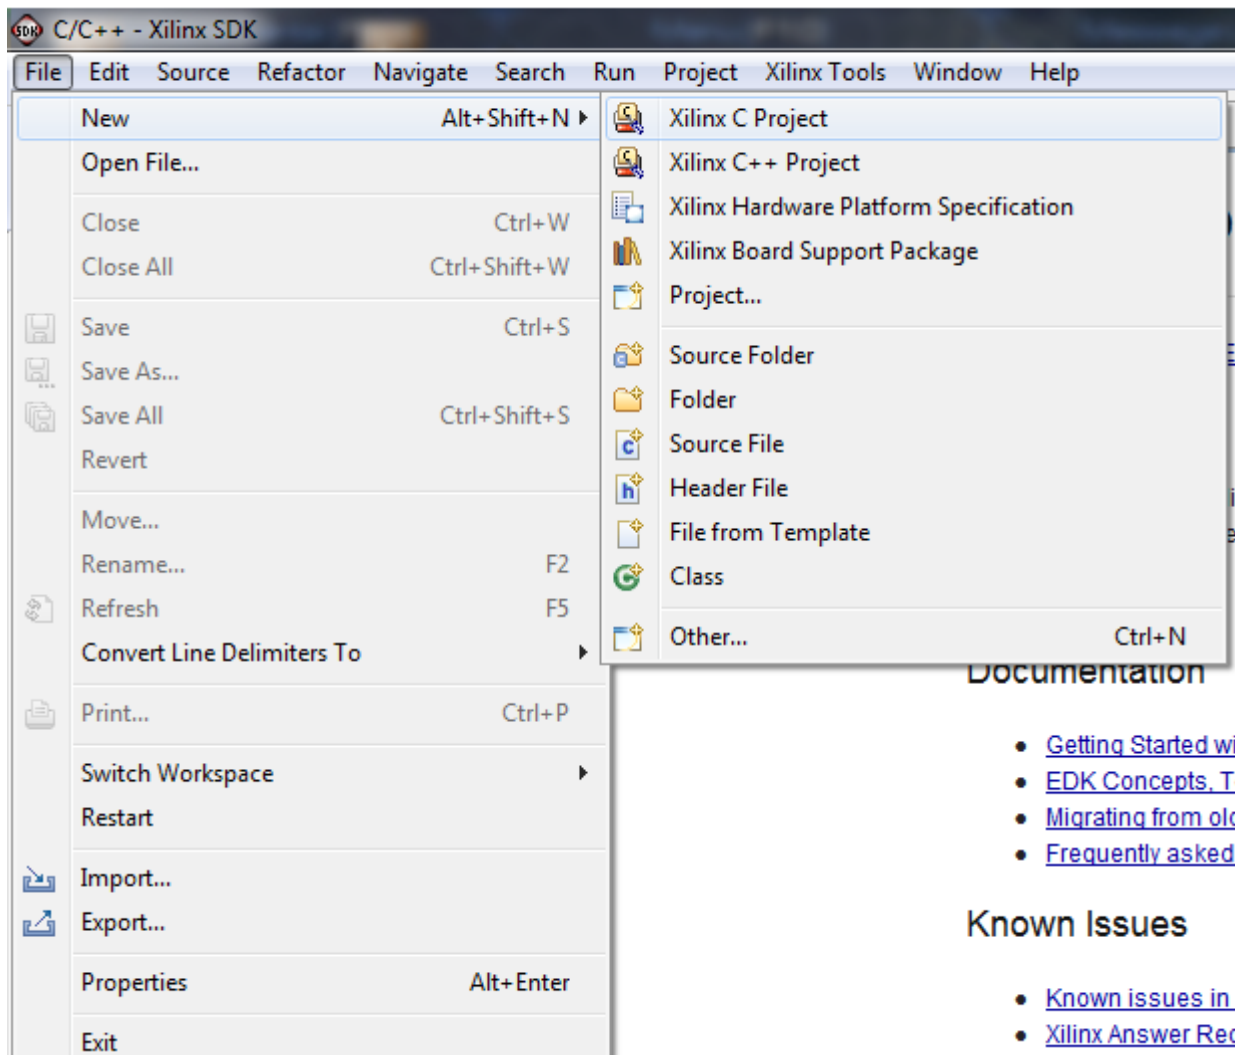 C/C++ - Xilinx SDK
File Edit Source Refactor Navigate Search Run Project Xilinx Tools Window Help
New Alt+Shift+N
Open File...
Close Ctrl+W
Close All Ctrl+Shift+W
Save Ctrl+S
Save As...
Save All Ctrl+Shift+S
Revert
Move...
Rename... F2
Refresh F5
Convert Line Delimiters To
Print... Ctrl+P
Switch Workspace
Restart
Import...
Export...
Properties Alt+Enter
Exit
Xilinx C Project
Xilinx C++ Project
Xilinx Hardware Platform Specification
Xilinx Board Support Package
Project...
Source Folder
Folder
Source File
Header File
File from Template
Class
Other... Ctrl+N
Documentation
Getting Started
EDK Concepts,
Migrating from
Frequently asked
Known Issues
Known issues in
Xilinx Answer